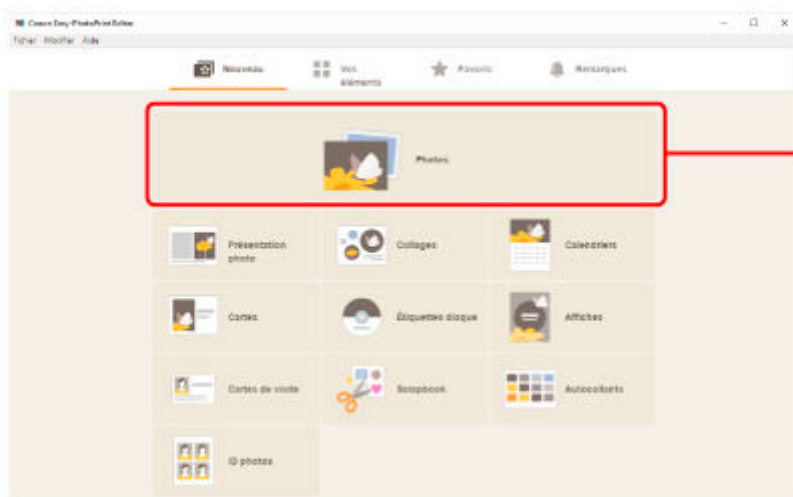 Canon Easy-PhotoPrint Editor
Fichier Modifier Aide
Nouveau
Vos
éléments
Favoris
Remarques
Photos
Présentation
photo
Collages
Calendriers
Cartes
Étiquettes disque
Affiches
Cartes de visite
Scrapbook
Autocollants
ID photos